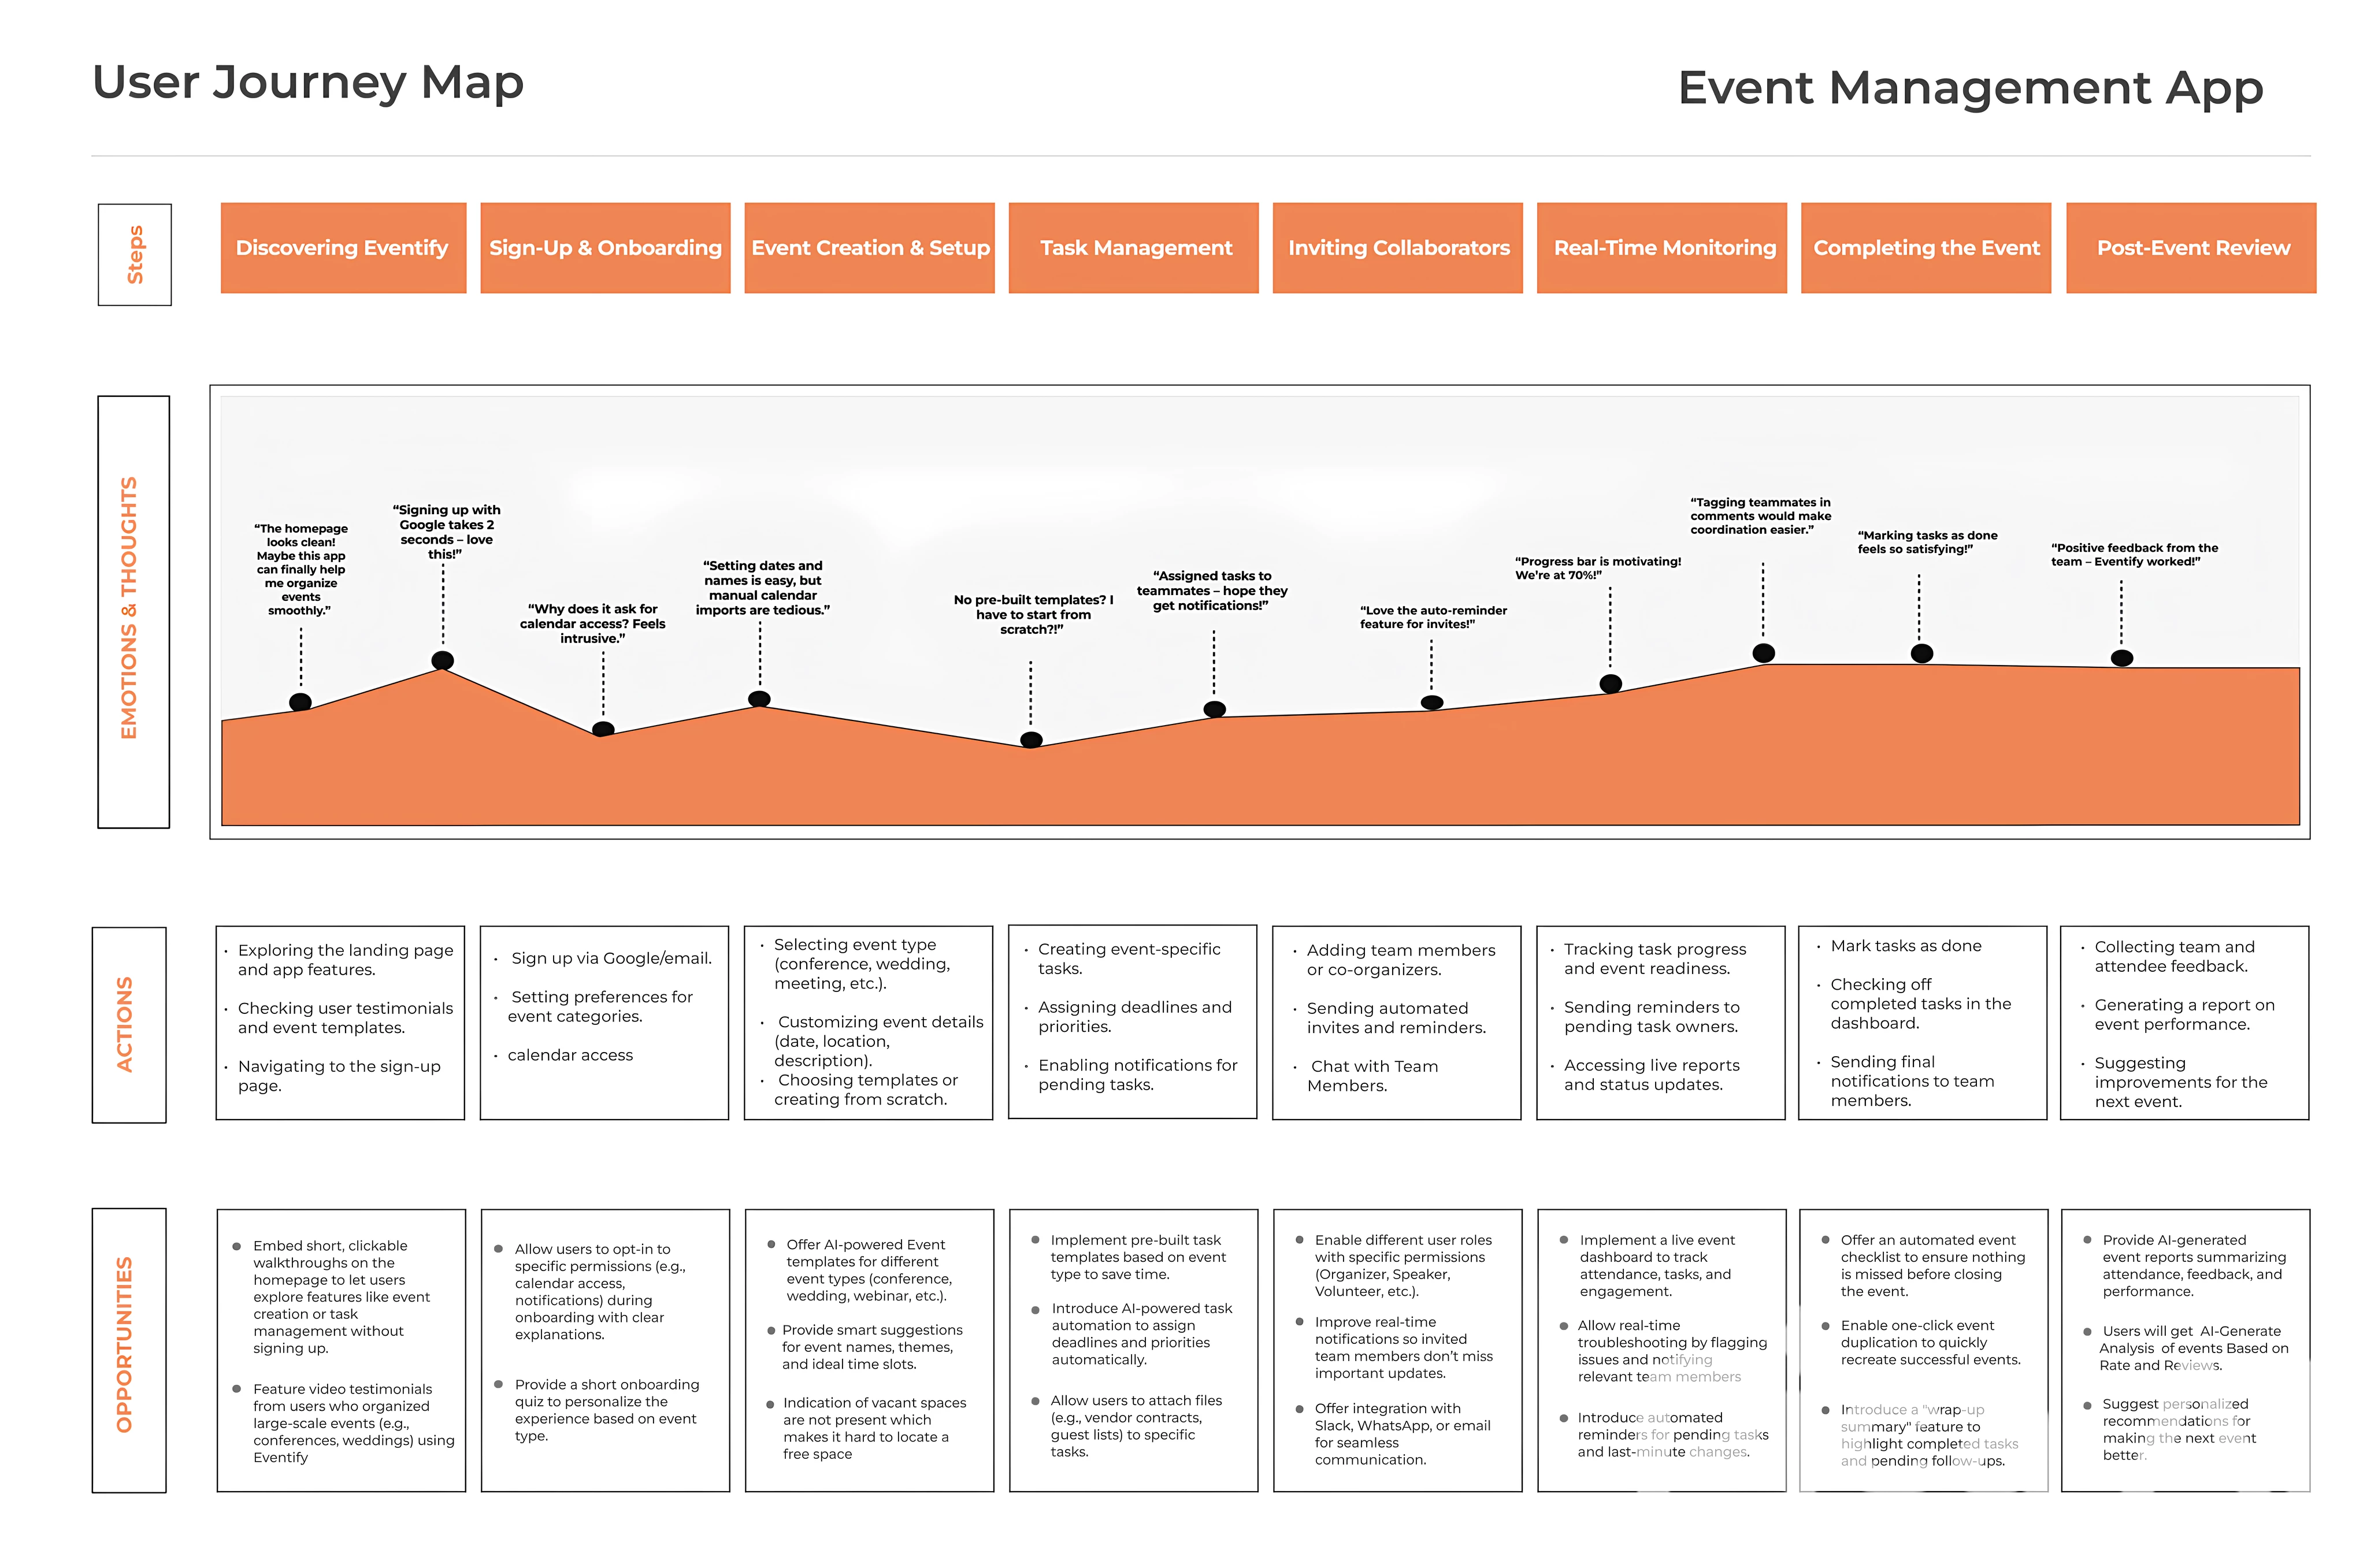 User Journey Map
Event Management App
Steps
Discovering Eventify
Sign-Up & Onboarding
Event Creation & Setup
Task Management
Inviting Collaborators
Real-Time Monitoring
Completing the Event
Post-Event Review
EMOTIONS & THOUGHTS
“The homepage
looks clean!
Maybe this app
can finally help
me organize
events
smoothly.”
“Signing up with
Google takes 2
seconds – love
this!”
“Why does it ask for
calendar access? Feels
intrusive.”
“Setting dates and
names is easy, but
manual calendar
imports are tedious.”
No pre-built templates? I
have to start from
scratch?!”
“Assigned tasks to
teammates – hope they
get notifications!”
“Love the auto-reminder
feature for invites!”
“Progress bar is motivating!
We’re at 70%!”
“Tagging teammates in
comments would make
coordination easier.”
“Marking tasks as done
feels so satisfying!”
“Positive feedback from the
team – Eventify worked!”
ACTIONS
• Exploring the landing page
and app features.
• Checking user testimonials
and event templates.
• Navigating to the sign-up
page.
• Sign up via Google/email.
• Setting preferences for
event categories.
• calendar access
• Selecting event type
(conference, wedding,
meeting, etc.).
• Customizing event details
(date, location,
description).
• Choosing templates or
creating from scratch.
• Creating event-specific
tasks.
• Assigning deadlines and
priorities.
• Enabling notifications for
pending tasks.
• Adding team members
or co-organizers.
• Sending automated
invites and reminders.
• Chat with Team
Members.
• Tracking task progress
and event readiness.
• Sending reminders to
pending task owners.
• Accessing live reports
and status updates.
• Mark tasks as done
• Checking off
completed tasks in the
dashboard.
• Sending final
notifications to team
members.
• Collecting team and
attendee feedback.
• Generating a report on
event performance.
• Suggesting
improvements for the
next event.
OPPORTUNITIES
• Embed short, clickable
walkthroughs on the
homepage to let users
explore features like event
creation or task
management without
signing up.
• Feature video testimonials
from users who organized
large-scale events (e.g.,
conferences, weddings) using
Eventify
• Allow users to opt-in to
specific permissions (e.g.,
calendar access,
notifications) during
onboarding with clear
explanations.
• Provide a short onboarding
quiz to personalize the
experience based on event
type.
• Offer AI-powered Event
templates for different
event types (conference,
wedding, webinar, etc.).
• Provide smart suggestions
for event names, themes,
and ideal time slots.
• Indication of vacant spaces
are not present which
makes it hard to locate a
free space
• Implement pre-built task
templates based on event
type to save time.
• Introduce AI-powered task
automation to assign
deadlines and priorities
automatically.
• Allow users to attach files
(e.g., vendor contracts,
guest lists) to specific
tasks.
• Enable different user roles
with specific permissions
(Organizer, Speaker,
Volunteer, etc.).
• Improve real-time
notifications so invited
team members don’t miss
important updates.
• Offer integration with
Slack, WhatsApp, or email
for seamless
communication.
• Implement a live event
dashboard to track
attendance, tasks, and
engagement.
• Allow real-time
troubleshooting by flagging
issues and notifying
relevant team members
• Introduce automated
reminders for pending tasks
and last-minute changes.
• Offer an automated event
checklist to ensure nothing
is missed before closing
the event.
• Enable one-click event
duplication to quickly
recreate successful events.
• Introduce a "wrap-up
summary" feature to
highlight completed tasks
and pending follow-ups.
• Provide AI-generated
event reports summarizing
attendance, feedback, and
performance.
• Users will get AI-Generate
Analysis of events Based on
Rate and Reviews.
• Suggest personalized
recommendations for
making the next event
better.